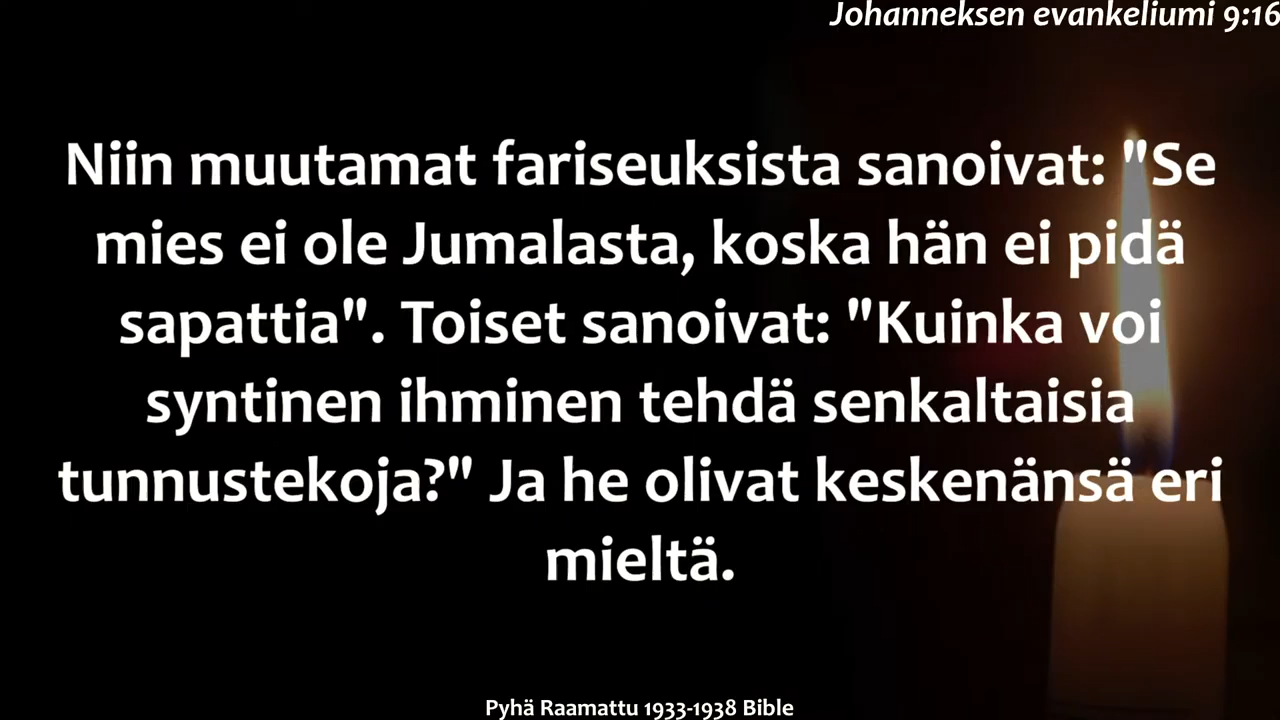 Johanneksen evankeliumi 9:16
Niin muutamat fariseuksista sanoivat: "Se
mies ei ole Jumalasta, koska hän ei pidä
sapattia". Toiset sanoivat: "Kuinka voi
syntinen ihminen tehdä senkaltaisia
tunnustekoja?" Ja he olivat keskenänsä eri
mieltä.
Pyhä Raamattu 1933-1938 Bible